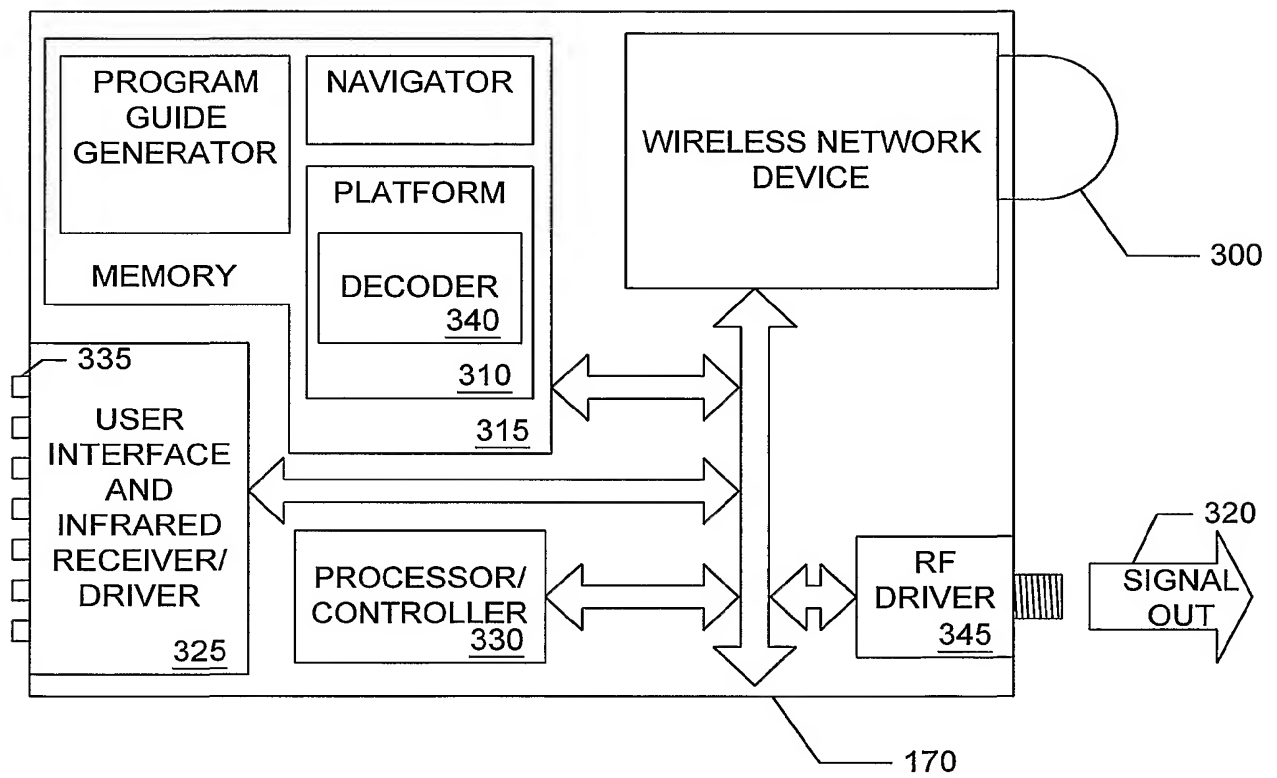 PROGRAM
GUIDE
GENERATOR
NAVIGATOR
PLATFORM
DECODER
340
310
MEMORY
315
WIRELESS NETWORK
DEVICE
300
335
USER
INTERFACE
AND
INFRARED
RECEIVER/
DRIVER
325
PROCESSOR/
CONTROLLER
330
RF
DRIVER
345
320
SIGNAL
OUT
170